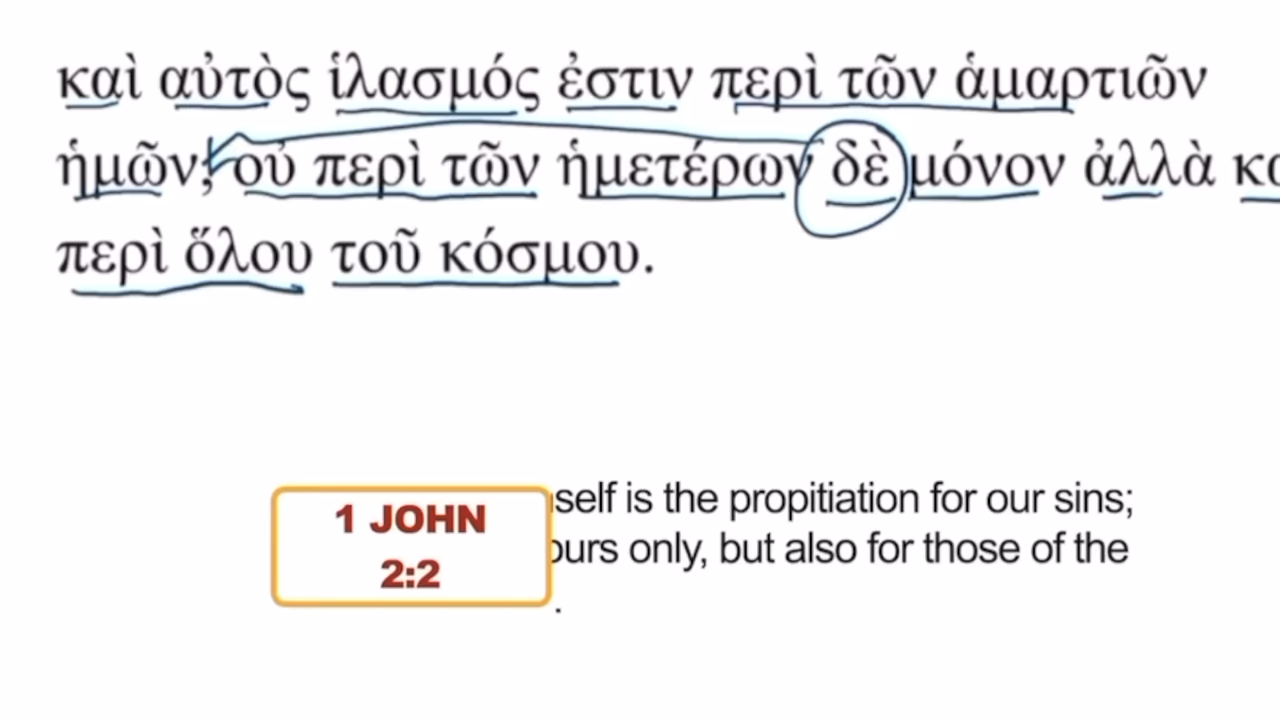 καὶ αὐτὸς ἱλασμός ἐστιν περὶ τῶν ἁμαρτιῶν
ἡμῶν, οὐ περὶ τῶν ἡμετέρων δὲ μόνον ἀλλὰ κα
περὶ ὅλου τοῦ κόσμου.
self is the propitiation for our sins;
ours only, but also for those of the
.
1 JOHN
2:2